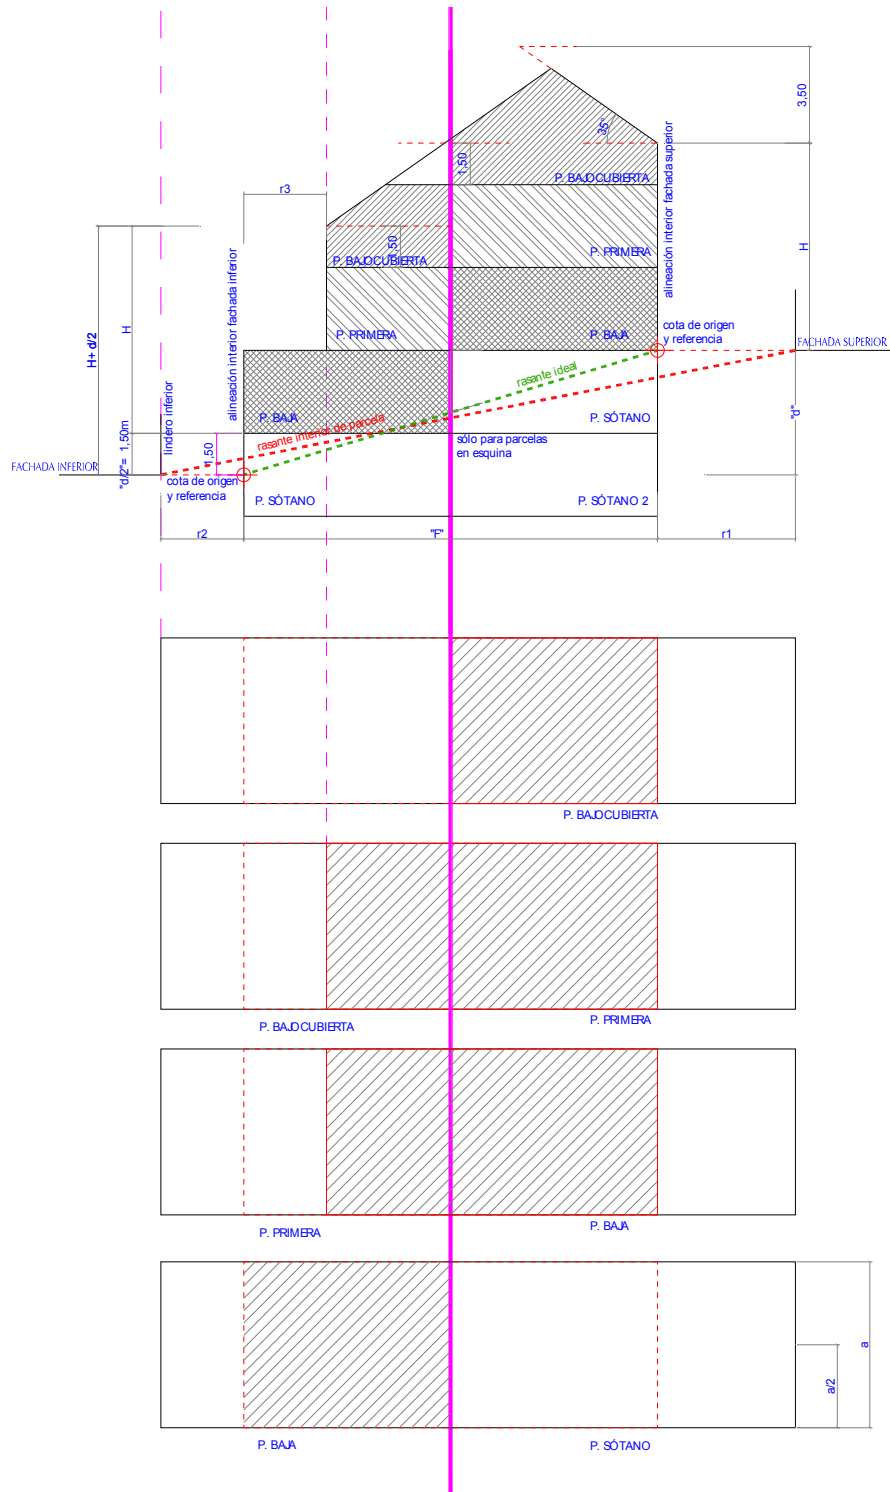 3,50
35°
alineación interior fachada superior
1,50
P. BAJOCUBIERTA
r3
H
P. PRIMERA
1,50
P. BAJOCUBIERTA
alineación interior fachada inferior
H
H+ d/2
P. PRIMERA
P. BAJA
cota de origen
y referencia
FACHADA SUPERIOR
rasante ideal
lindero inferior
P. BAJA
P. SÓTANO
"d"
rasante interior de parcela
sólo para parcelas
en esquina
"d/2"= 1,50m
1,50
FACHADA INFERIOR
cota de origen
y referencia
P. SÓTANO
P. SÓTANO 2
r2
"F"
r1
P. BAJOCUBIERTA
P. BAJOCUBIERTA
P. PRIMERA
P. PRIMERA
P. BAJA
a
a/2
P. BAJA
P. SÓTANO